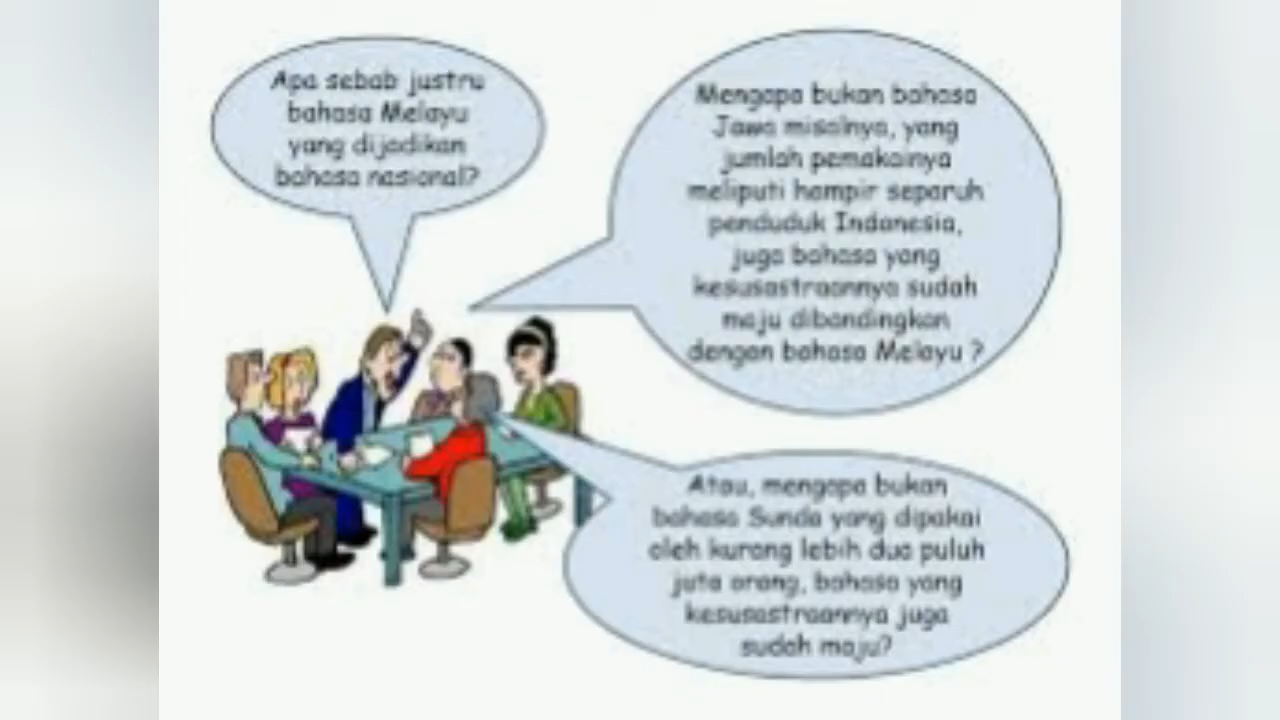 Apa sebab justru
bahasa Melayu
yang dijadikan
bahasa nasional?
Mengapa bukan bahasa
Jawa misalnya, yang
jumlah pemakainya
meliputi hampir separuh
penduduk Indonesia,
juga bahasa yang
kesusastraannya sudah
maju dibandingkan
dengan bahasa Melayu ?
Atau, mengapa bukan
bahasa Sunda yang dipakai
oleh kurang lebih dua puluh
juta orang, bahasa yang
kesusastraannya juga
sudah maju?